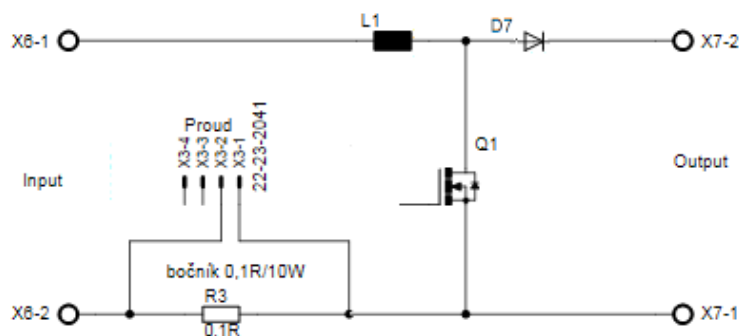 L1
D7
X6-1
X7-2
Proud
X3-4
X3-3
X3-2
X3-1
22-23-2041
Q1
Input
Output
bočník 0,1R/10W
R3
X6-2
0.1R
X7-1